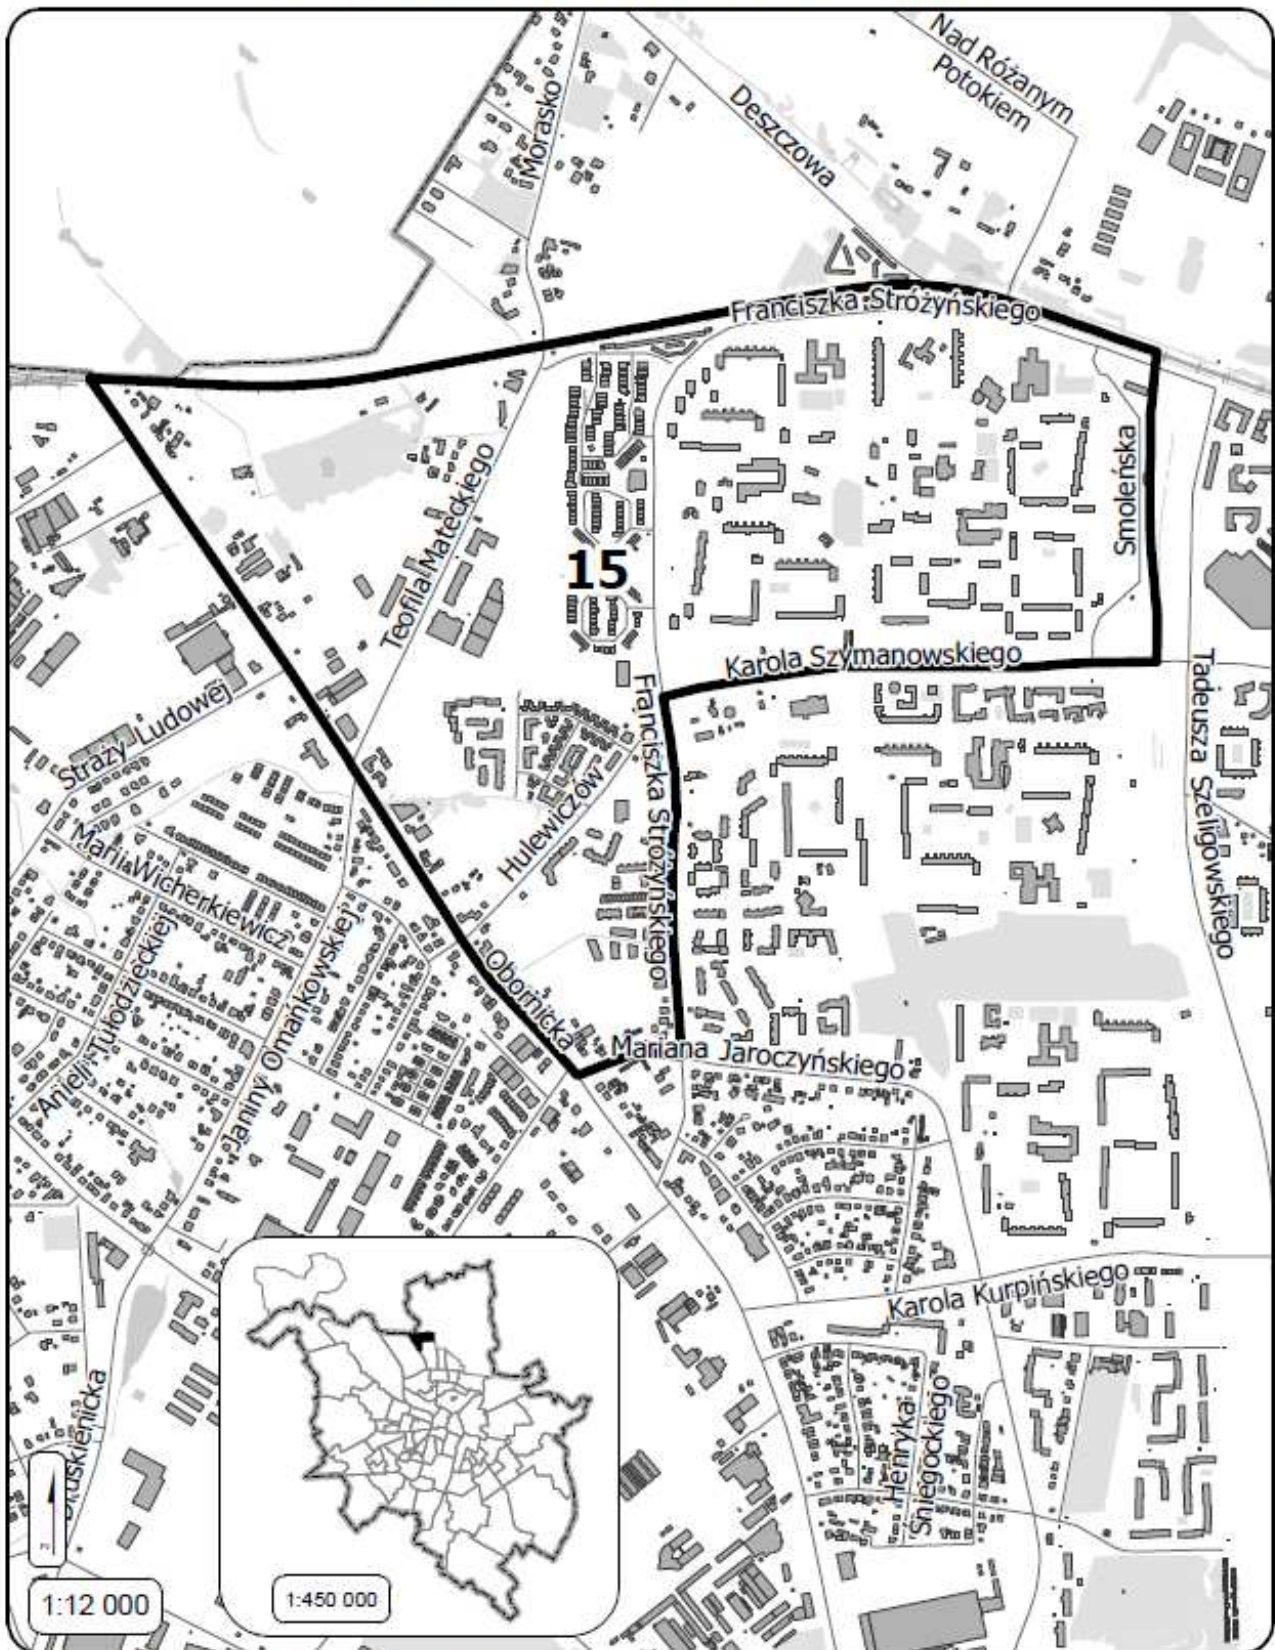 Nad Różanym
Potokiem
Morasko
Deszczowa
Franciszka Stróżyńskiego
Smoleńska
Teofila Mateckiego
15
Karola Szymanowskiego
Franciszka Stróżyńskiego
Tadeusza Szeligowskiego
Straży Ludowej
Hulewiczów
Marii Wicherkiewicz
Anieli Tułodzieckiej
Janiny Omańkowskiej
Obornicka
Mariana Jaroczyńskiego
Karola Kurpińskiego
Henryka
Śniegockiego
1:12 000
1:450 000